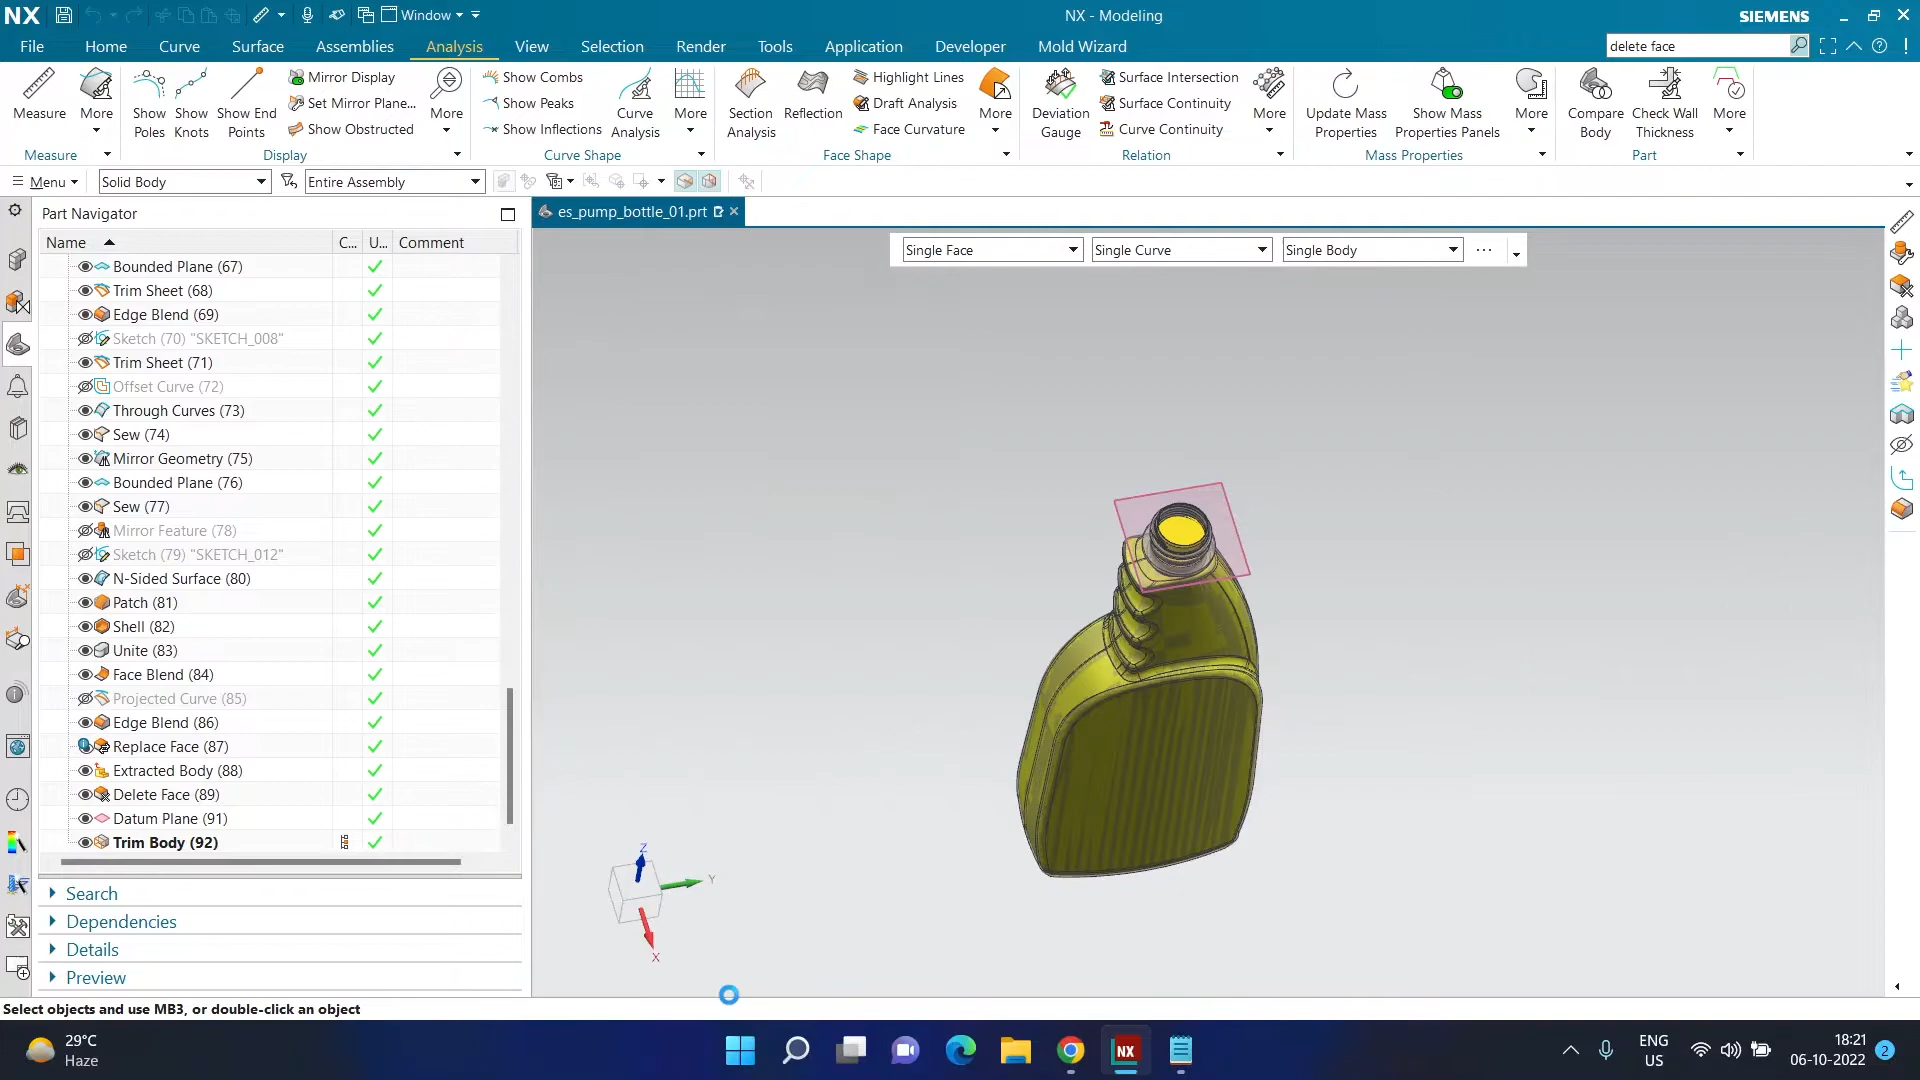 NX
Window
NX - Modeling
SIEMENS
File
Home
Curve
Surface
Assemblies
Analysis
View
Selection
Render
Tools
Application
Developer
Mold Wizard
delete face
Measure
More
Show Poles
Show Knots
Show End Points
Mirror Display
Set Mirror Plane...
Show Obstructed
More
Show Combs
Show Peaks
Show Inflections
Curve Analysis
More
Section Analysis
Reflection
Highlight Lines
Draft Analysis
Face Curvature
More
Deviation Gauge
Surface Intersection
Surface Continuity
Curve Continuity
More
Update Mass Properties
Show Mass Properties Panels
More
Compare Body
Check Wall Thickness
More
Measure
Display
Curve Shape
Face Shape
Relation
Mass Properties
Part
Menu
Solid Body
Entire Assembly
Part Navigator
es_pump_bottle_01.prt
Name
C...
U...
Comment
Single Face
Single Curve
Single Body
Bounded Plane (67)
Trim Sheet (68)
Edge Blend (69)
Sketch (70) "SKETCH_008"
Trim Sheet (71)
Offset Curve (72)
Through Curves (73)
Sew (74)
Mirror Geometry (75)
Bounded Plane (76)
Sew (77)
Mirror Feature (78)
Sketch (79) "SKETCH_012"
N-Sided Surface (80)
Patch (81)
Shell (82)
Unite (83)
Face Blend (84)
Projected Curve (85)
Edge Blend (86)
Replace Face (87)
Extracted Body (88)
Delete Face (89)
Datum Plane (91)
Trim Body (92)
Z
Y
X
Search
Dependencies
Details
Preview
Select objects and use MB3, or double-click an object
29°C
Haze
NX
ENG
US
18:21
06-10-2022
2